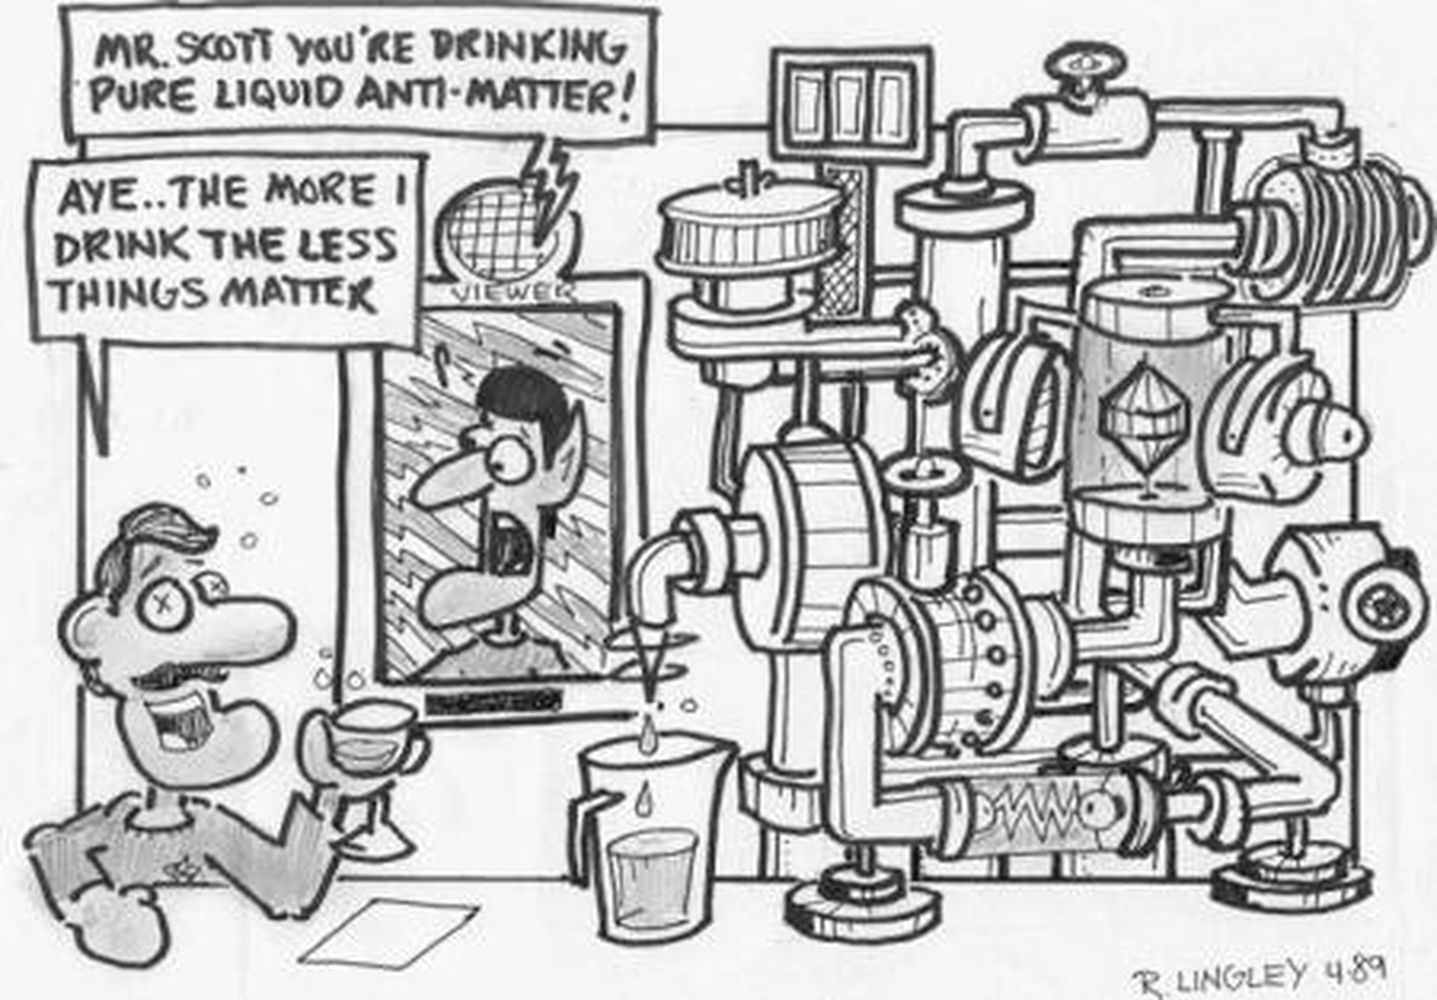 MR. SCOTT YOU'RE DRINKING
PURE LIQUID ANTI-MATTER!
AYE..THE MORE I
DRINK THE LESS
THINGS MATTER
VIEWER
R. LINGLEY 4.89